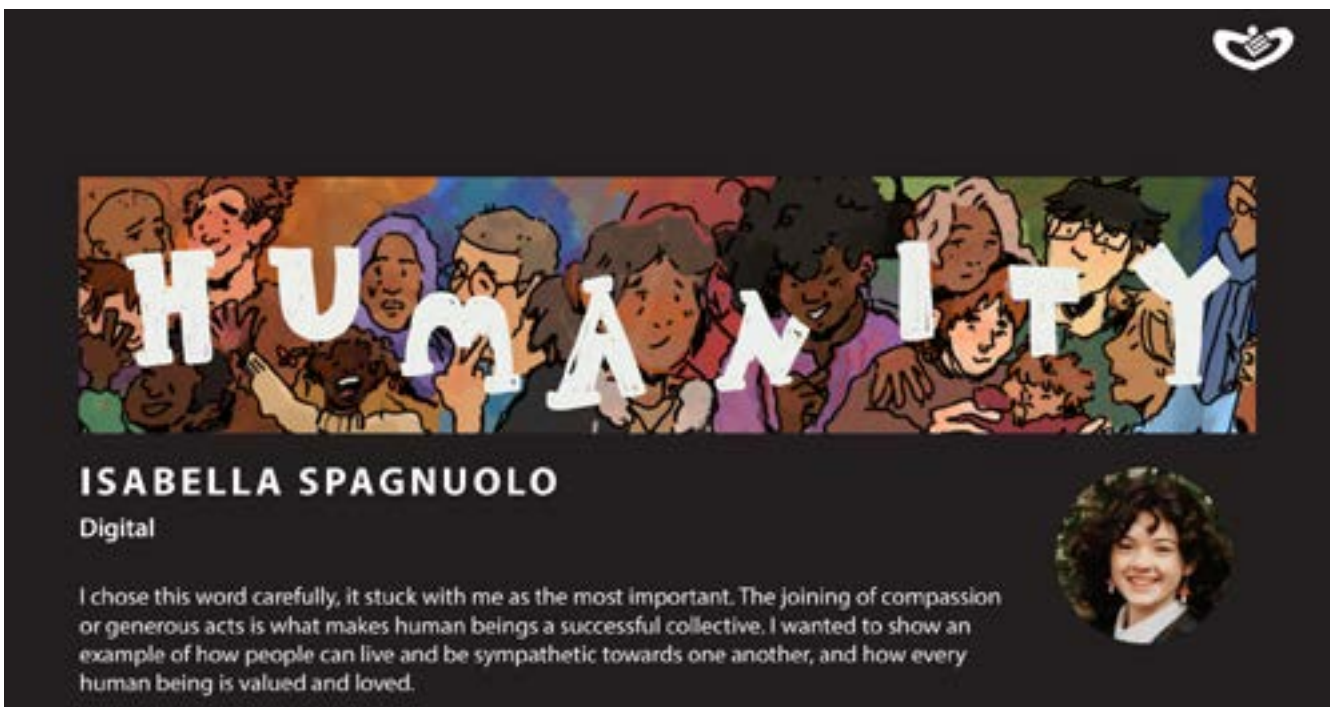 HUMANITY
ISABELLA SPAGNUOLO
Digital
I chose this word carefully, it stuck with me as the most important. The joining of compassion
or generous acts is what makes human beings a successful collective. I wanted to show an
example of how people can live and be sympathetic towards one another, and how every
human being is valued and loved.